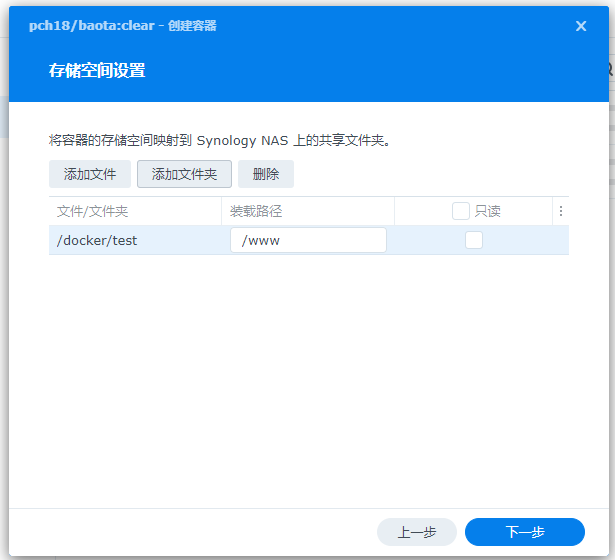 pch18/baota:clear - 创建容器
存储空间设置
将容器的存储空间映射到 Synology NAS 上的共享文件夹。
添加文件 添加文件夹 删除
文件/文件夹 装载路径 只读
/docker/test /www
上一步 下一步